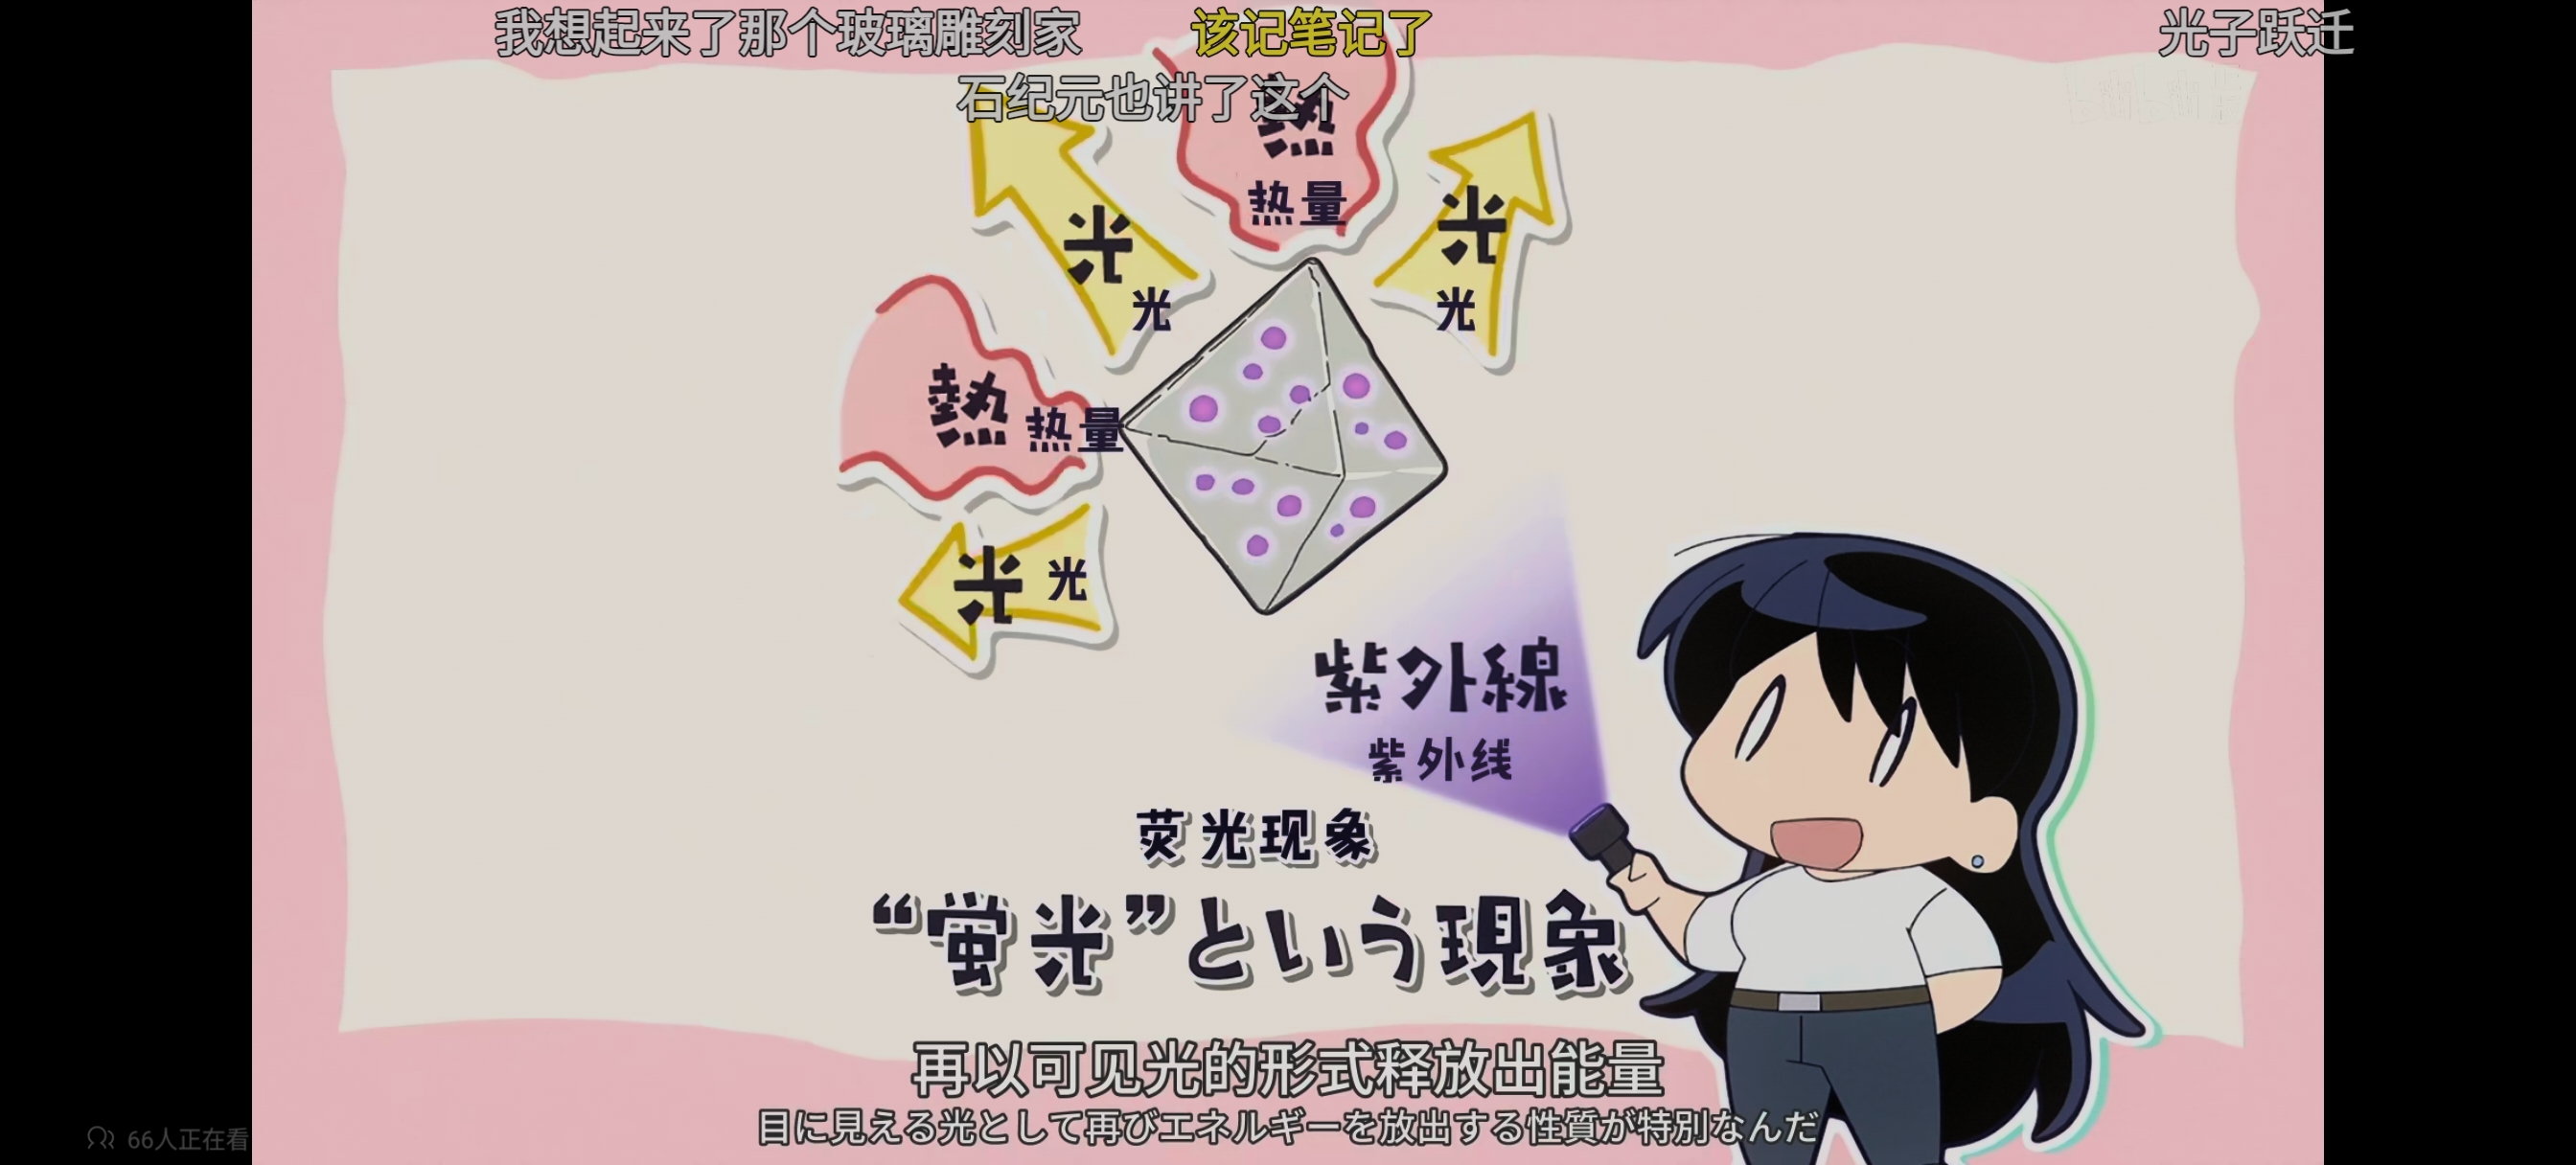 我想起来了那个玻璃雕刻家
该记笔记了
光子跃迁
石纪元也讲了这个
熱
热量
光
光
光
光
熱
热量
光
光
紫外線
紫外线
荧光现象
“蛍光”という現象
再以可见光的形式释放出能量
目に見える光として再びエネルギーを放出する性質が特別なんだ
66人正在看